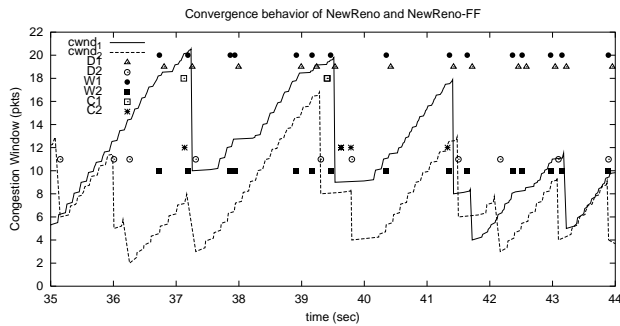 Convergence behavior of NewReno and NewReno-FF
22
20
18
16
14
12
10
8
6
4
2
0
Congestion Window (pkts)
cwnd1
cwnd2
D1
D2
W1
W2
C1
C2
35 36 37 38 39 40 41 42 43 44
time (sec)